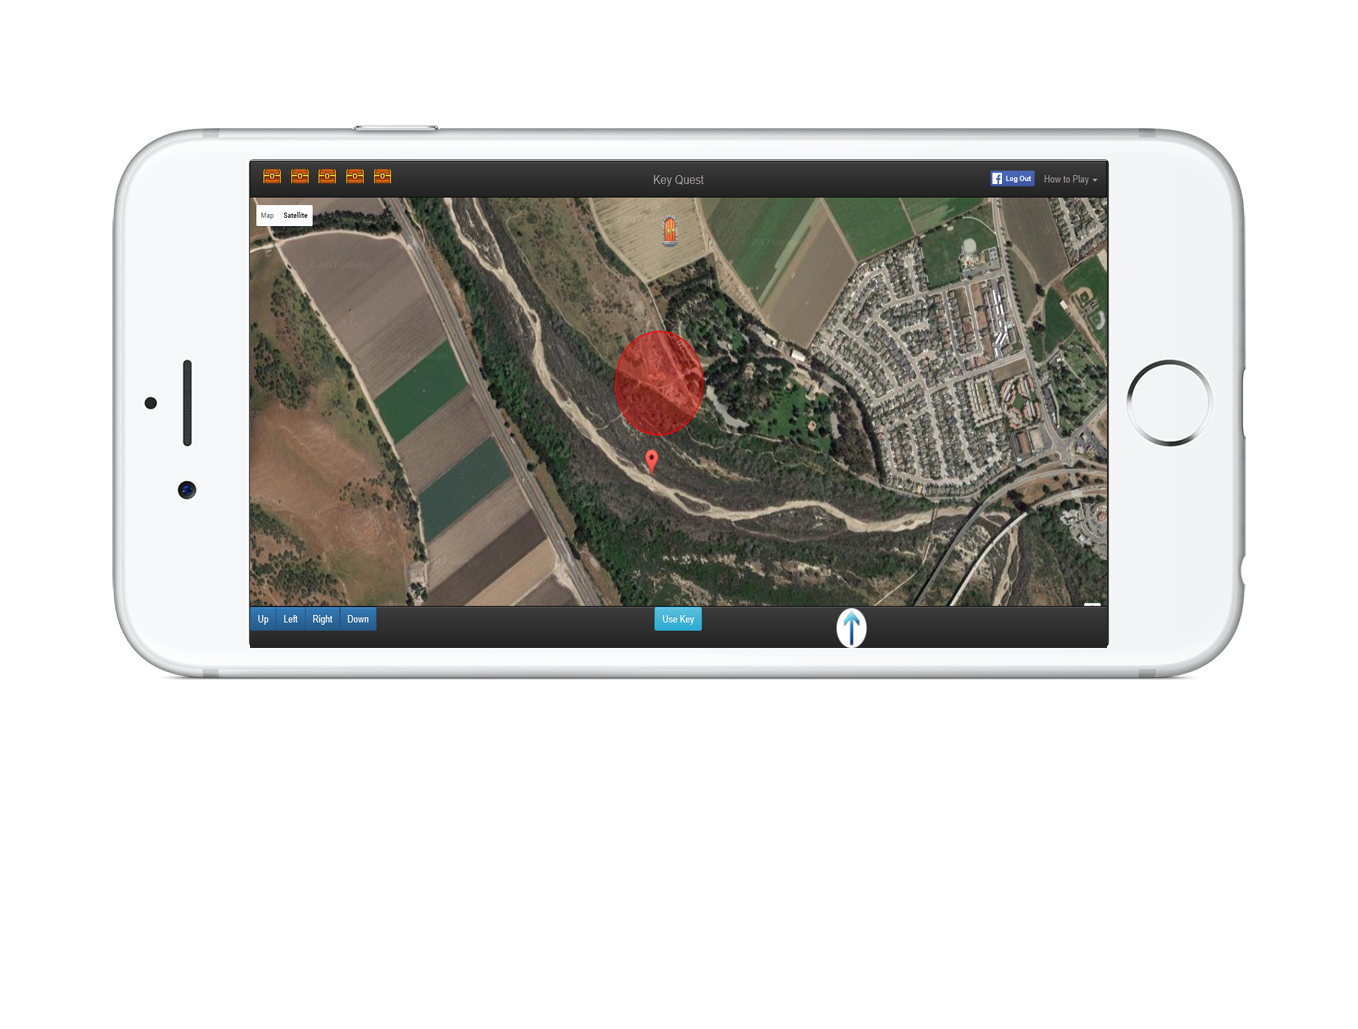 Key Quest
f Log Out
How to Play
Map
Satellite
Up
Left
Right
Down
Use Key